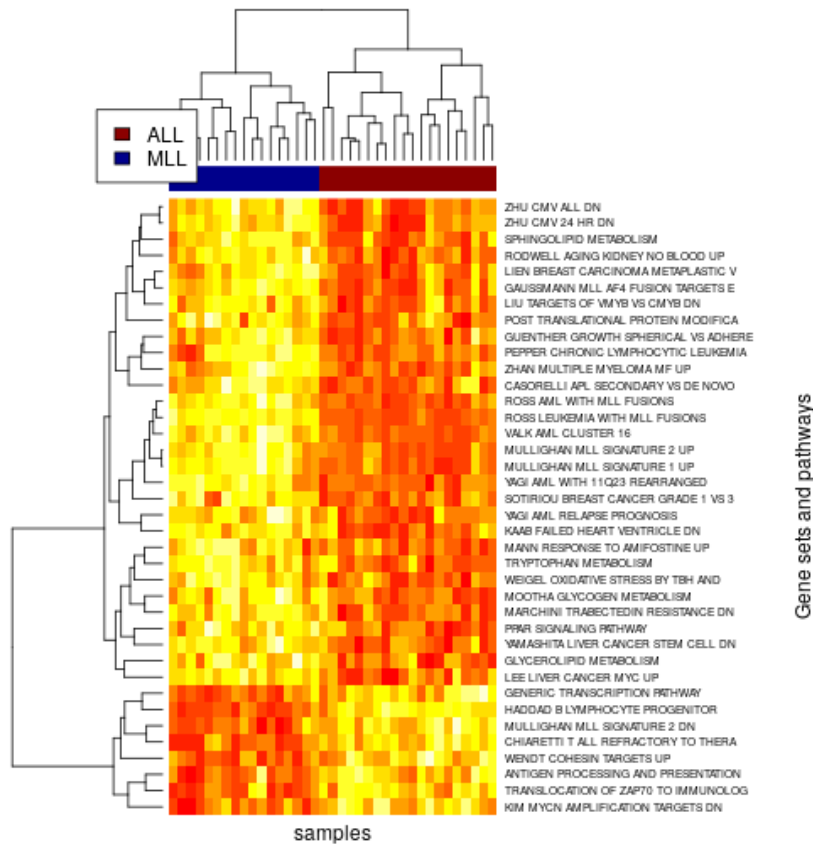 ALL
MLL
ZHU CMV ALL DN
ZHU CMV 24 HR DN
SPHINGOLIPID METABOLISM
RODWELL AGING KIDNEY NO BLOOD UP
LIEN BREAST CARCINOMA METAPLASTIC V
GAUSSMANN MLL AF4 FUSION TARGETS E
LIU TARGETS OF VMYB VS CMYB DN
POST TRANSLATIONAL PROTEIN MODIFICA
GUENTHER GROWTH SPHERICAL VS ADHERE
PEPPER CHRONIC LYMPHOCYTIC LEUKEMIA
ZHAN MULTIPLE MYELOMA MF UP
CASORELLI APL SECONDARY VS DE NOVO
ROSS AML WITH MLL FUSIONS
ROSS LEUKEMIA WITH MLL FUSIONS
VALK AML CLUSTER 16
MULLIGHAN MLL SIGNATURE 2 UP
MULLIGHAN MLL SIGNATURE 1 UP
YAGI AML WITH 11Q23 REARRANGED
SOTIRIOU BREAST CANCER GRADE 1 VS 3
YAGI AML RELAPSE PROGNOSIS
KAAB FAILED HEART VENTRICLE DN
MANN RESPONSE TO AMIFOSTINE UP
TRYPTOPHAN METABOLISM
WEIGEL OXIDATIVE STRESS BY TBH AND
MOOTHA GLYCOGEN METABOLISM
MARCHINI TRABECTEDIN RESISTANCE DN
PPAR SIGNALING PATHWAY
YAMASHITA LIVER CANCER STEM CELL DN
GLYCEROLIPID METABOLISM
LEE LIVER CANCER MYC UP
GENERIC TRANSCRIPTION PATHWAY
HADDAD B LYMPHOCYTE PROGENITOR
MULLIGHAN MLL SIGNATURE 2 DN
CHIARETTI T ALL REFRACTORY TO THERA
WENDT COHESIN TARGETS UP
ANTIGEN PROCESSING AND PRESENTATION
TRANSLOCATION OF ZAP70 TO IMMUNOLOG
KIM MYCN AMPLIFICATION TARGETS DN
Gene sets and pathways
samples